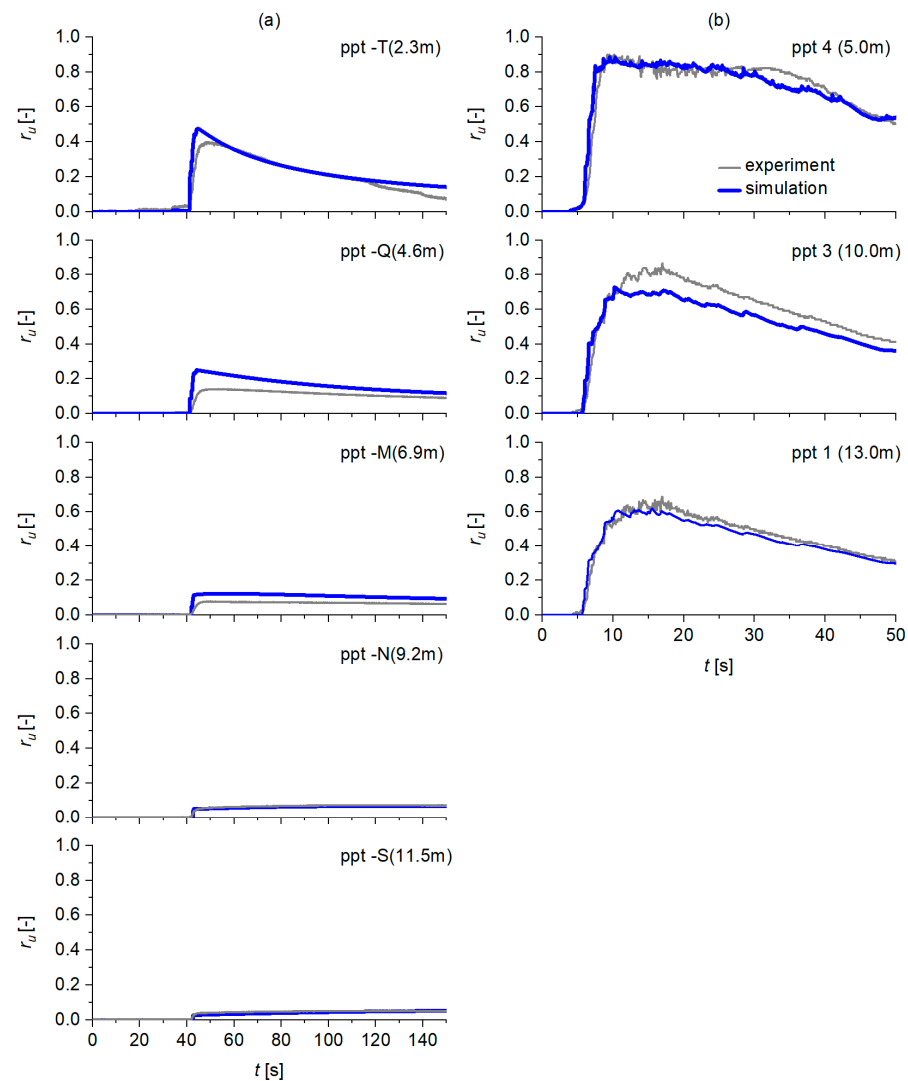 (a)
1.0
0.8
0.6
0.4
0.2
0.0
r_u [-]
ppt -T(2.3m)
1.0
0.8
0.6
0.4
0.2
0.0
r_u [-]
ppt -Q(4.6m)
1.0
0.8
0.6
0.4
0.2
0.0
r_u [-]
ppt -M(6.9m)
1.0
0.8
0.6
0.4
0.2
0.0
r_u [-]
ppt -N(9.2m)
1.0
0.8
0.6
0.4
0.2
0.0
r_u [-]
ppt -S(11.5m)
0 20 40 60 80 100 120 140
t [s]
(b)
1.0
0.8
0.6
0.4
0.2
0.0
r_u [-]
ppt 4 (5.0m)
experiment
simulation
1.0
0.8
0.6
0.4
0.2
0.0
r_u [-]
ppt 3 (10.0m)
1.0
0.8
0.6
0.4
0.2
0.0
r_u [-]
ppt 1 (13.0m)
0 10 20 30 40 50
t [s]